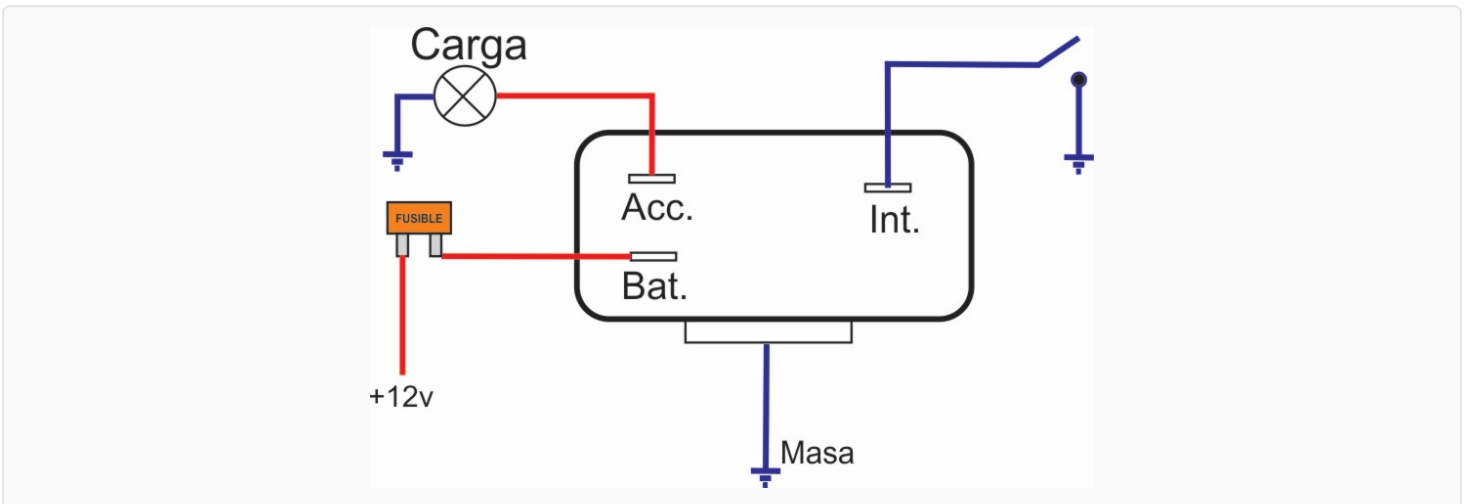 Carga
FUSIBLE
Acc.
Int.
Bat.
+12v
Masa